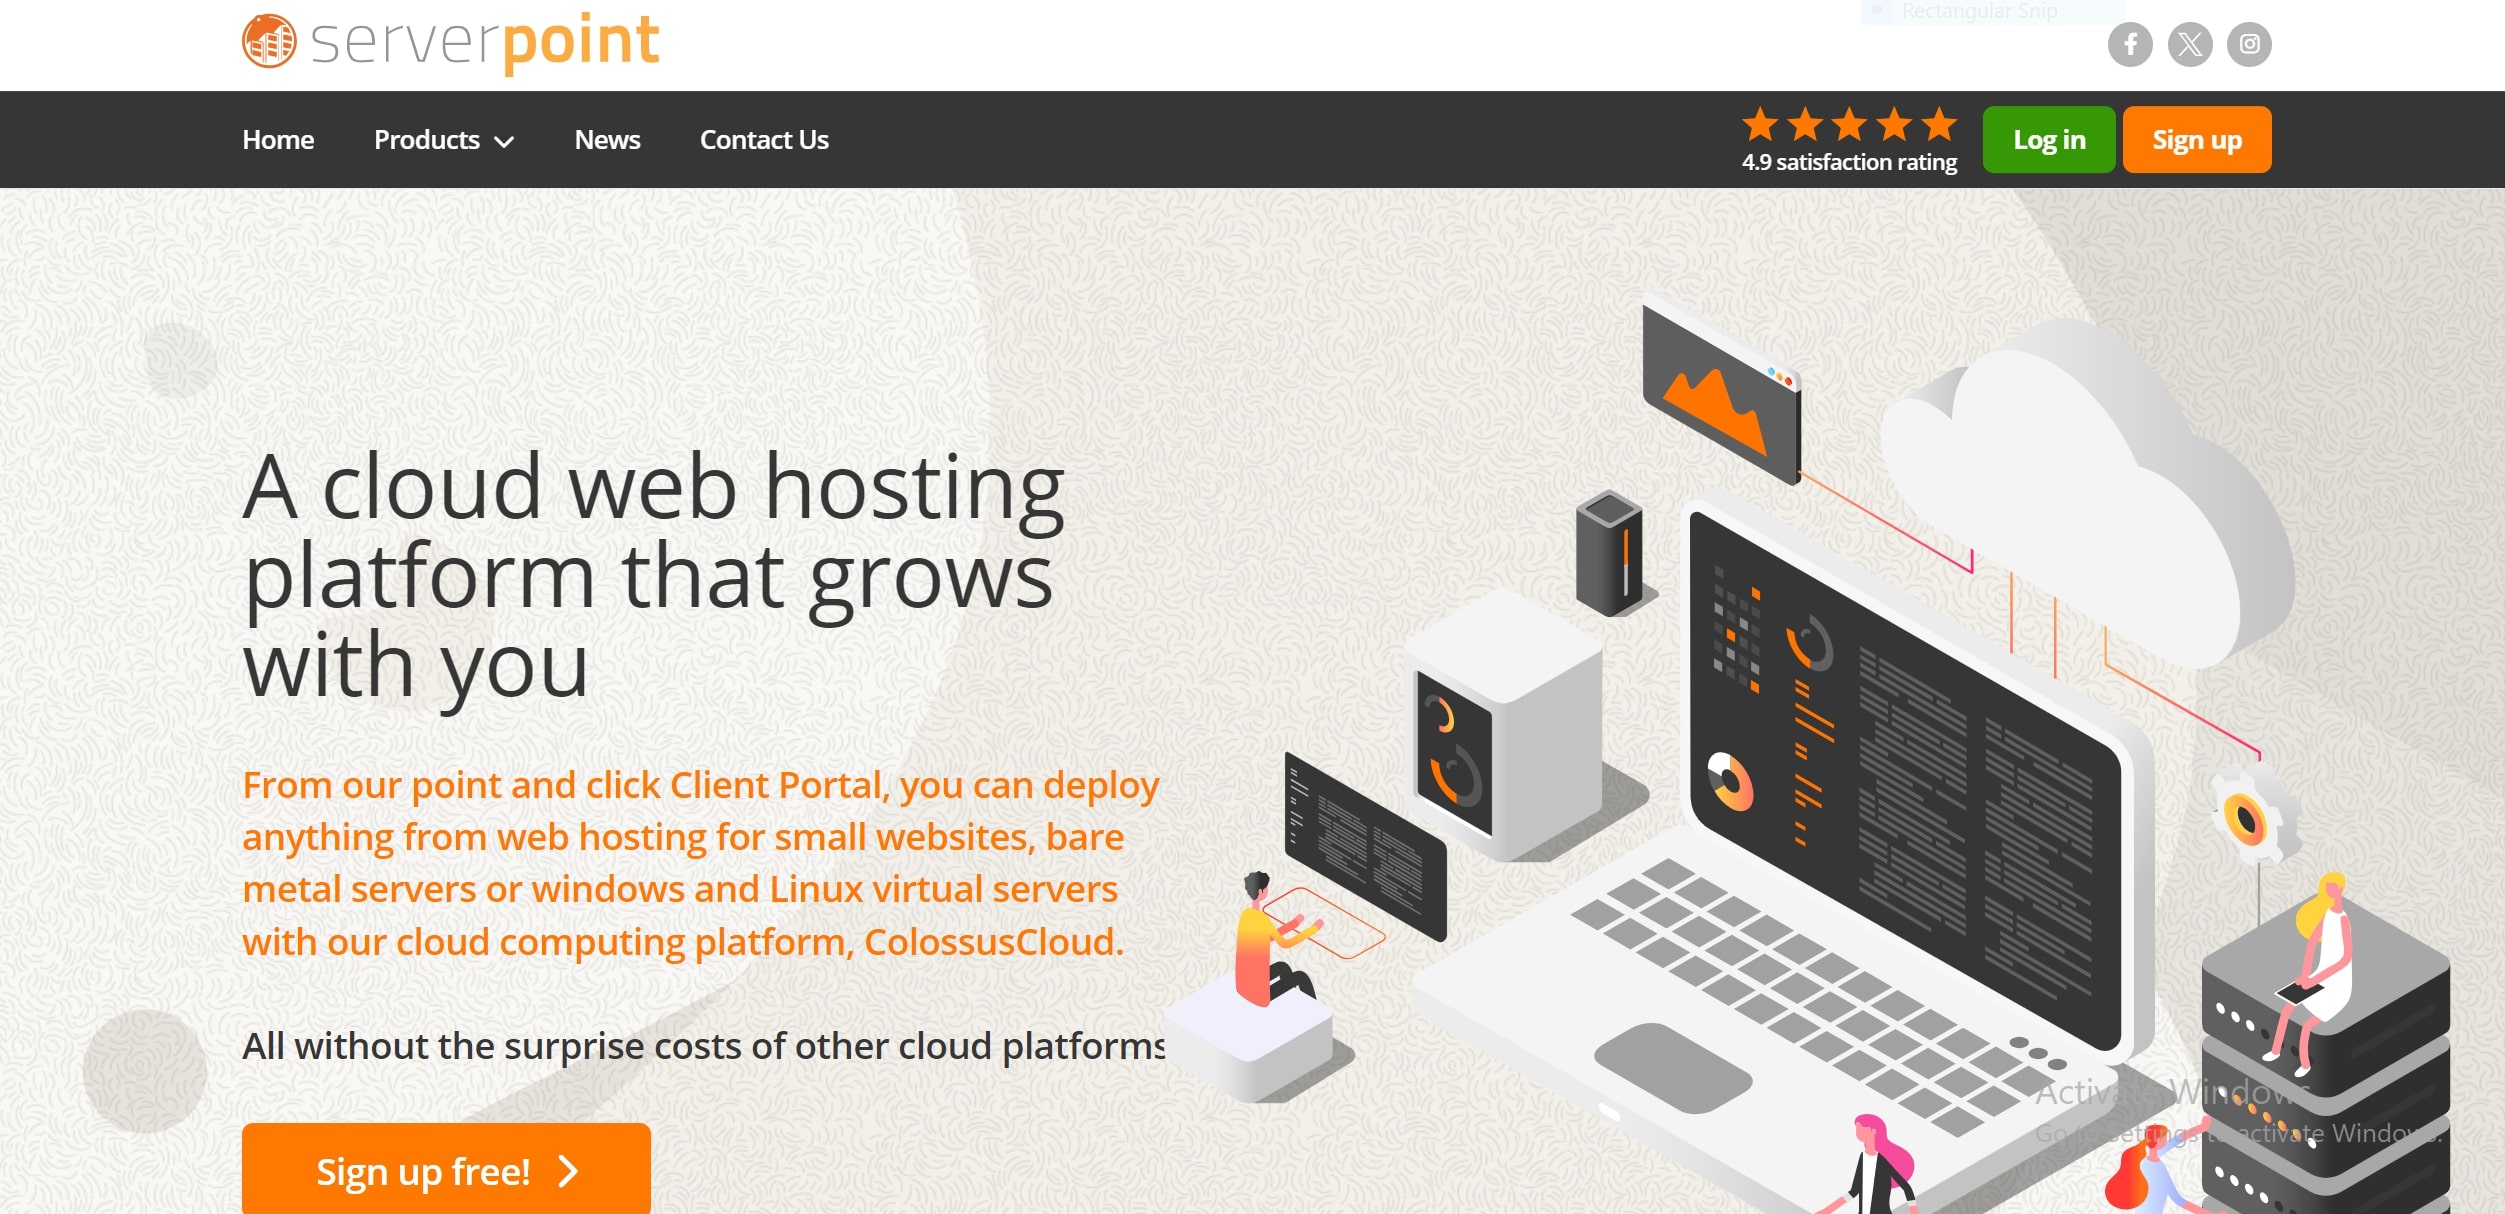 Rectangular Snip
serverpoint
Home Products News Contact Us
4.9 satisfaction rating
Log in Sign up
A cloud web hosting
platform that grows
with you
From our point and click Client Portal, you can deploy
anything from web hosting for small websites, bare
metal servers or windows and Linux virtual servers
with our cloud computing platform, ColossusCloud.
All without the surprise costs of other cloud platforms
Sign up free!
Activate Windows
Go to Settings to activate Windows.